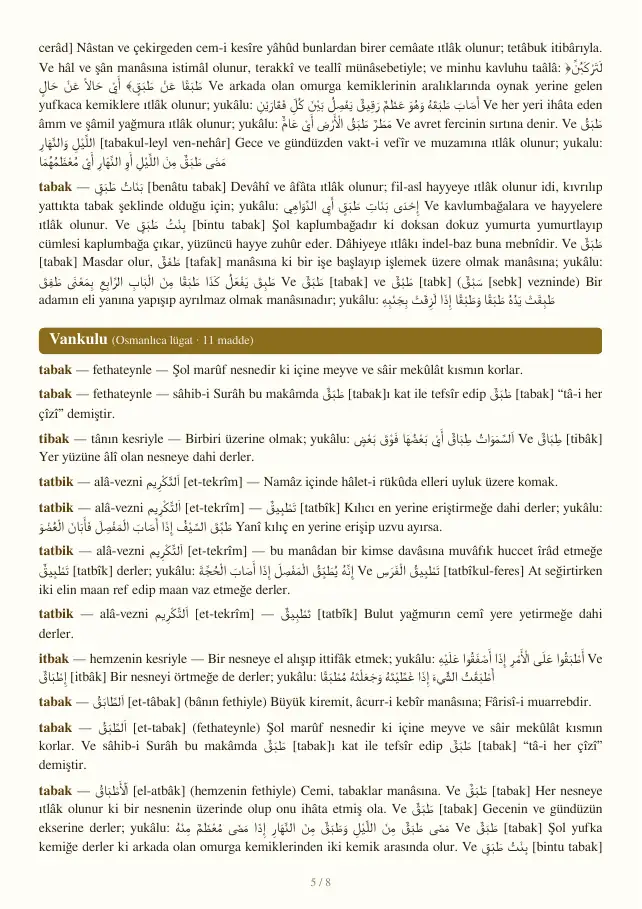 cerâd] Nâstan ve çekirgeden cem-i kesîre yâhûd bunlardan birer cemâate ıtlâk olunur; tetâbuk itibârıyla.
Ve hâl ve şân manâsına istimâl olunur, terakkî ve teallî münâsebetiyle; ve minhu kavluhu taâlâ: ﴿لَتَرْكَبُنَّ
طَبَقًا عَنْ طَبَقٍ﴾ أَيْ حَالاً عَنْ حَالٍ Ve arkada olan omurga kemiklerinin aralıklarında oynak yerine gelen
yufkaca kemiklere ıtlâk olunur; yukâlu: أَصَابَ طَبَقَهُ وَهُوَ عَظْمٌ رَقِيقٌ يَفْصِلُ بَيْنَ كُلِّ فَقَارَيْنِ Ve her yeri ihâta eden
âmm ve şâmil yağmura ıtlâk olunur; yukâlu: مَطَرٌ طَبَقُ الْأَرْضِ أَيْ عَامٌّ Ve avret fercinin sırtına denir. Ve طَبَقُ
اللَّيْلِ وَالنَّهَارِ [tabakul-leyl ven-nehâr] Gece ve gündüzden vakt-i vefîr ve muzamına ıtlâk olunur; yukalu:
مَضَى طَبَقٌ مِنَ اللَّيْلِ أَوِ النَّهَارِ أَيْ مُعْظَمُهُمَا
tabak — بَنَاتُ طَبَقٍ [benâtu tabak] Devâhî ve âfâta ıtlâk olunur; fil-asl hayyeye ıtlâk olunur idi, kıvrılıp
yattıkta tabak şeklinde olduğu için; yukâlu: إِحْدَى بَنَاتِ طَبَقٍ أَيِ الدَّوَاهِي Ve kavlumbağalara ve hayyelere
ıtlâk olunur. Ve بِنْتُ طَبَقٍ [bintu tabak] Şol kaplumbağadır ki doksan dokuz yumurta yumurtlayıp
cümlesi kaplumbağa çıkar, yüzüncü hayye zuhûr eder. Dâhiyeye ıtlâkı indel-baz buna mebnîdir. Ve طَبَقٌ
[tabak] Masdar olur, طَفَقٌ [tafak] manâsına ki bir işe başlayıp işlemek üzere olmak manâsına; yukâlu:
طَبِقَ يَفْعَلُ كَذَا طَبَقًا مِنَ الْبَابِ الرَّابِعِ بِمَعْنَى طَفِقَ Ve طَبَقٌ [tabak] ve طَبْقٌ [tabk] (سَبْقٌ [sebk] vezninde) Bir
adamın eli yanına yapışıp ayrılmaz olmak manâsınadır; yukâlu: طَبِقَتْ يَدُهُ طَبَقًا وَطَبْقًا إِذَا لَزِقَتْ بِجَنْبِهِ
Vankulu (Osmanlıca lügat · 11 madde)
tabak — fethateynle — Şol marûf nesnedir ki içine meyve ve sâir mekûlât kısmın korlar.
tabak — fethateynle — sâhib-i Surâh bu makâmda طَبَقٌ [tabak]ı kat ile tefsîr edip طَبَقٌ [tabak] “tâ-i her
çîzî” demiştir.
tibak — tânın kesriyle — Birbiri üzerine olmak; yukâlu: اَلسَّمَوَاتُ طِبَاقٌ أَيْ بَعْضُهَا فَوْقَ بَعْضٍ Ve طِبَاقٌ [tibâk]
Yer yüzüne âlî olan nesneye dahi derler.
tatbik — alâ-vezni اَلتَّكْرِيم [et-tekrîm] — Namâz içinde hâlet-i rükûda elleri uyluk üzere komak.
tatbik — alâ-vezni اَلتَّكْرِيم [et-tekrîm] — تَطْبِيقٌ [tatbîk] Kılıcı en yerine eriştirmeğe dahi derler; yukâlu:
طَبَّقَ السَّيْفُ إِذَا أَصَابَ الْمَفْصِلَ فَأَبَانَ الْعُضْوَ Yanî kılıç en yerine erişip uzvu ayırsa.
tatbik — alâ-vezni اَلتَّكْرِيم [et-tekrîm] — bu manâdan bir kimse davâsına muvâfık huccet îrâd etmeğe
تَطْبِيقٌ [tatbîk] derler; yukâlu: إِنَّهُ يُطَبِّقُ الْمَفْصِلَ إِذَا أَصَابَ الْحُجَّةَ Ve تَطْبِيقُ الْفَرَسِ [tatbîkul-feres] At seğirtirken
iki elin maan ref edip maan vaz etmeğe derler.
tatbik — alâ-vezni اَلتَّكْرِيم [et-tekrîm] — تَطْبِيقٌ [tatbîk] Bulut yağmurın cemî yere yetirmeğe dahi
derler.
itbak — hemzenin kesriyle — Bir nesneye el alışıp ittifâk etmek; yukâlu: أَطْبَقُوا عَلَى الْأَمْرِ إِذَا أَصْفَقُوا عَلَيْهِ Ve
إِطْبَاقٌ [itbâk] Bir nesneyi örtmeğe de derler; yukâlu: أَطْبَقْتُ الشَّيْءَ إِذَا غَطَّيْتَهُ وَجَعَلْتَهُ مُطْبَقًا
tabak — اَلطَّابَقُ [et-tâbak] (bânın fethiyle) Büyük kiremit, âcurr-i kebîr manâsına; Fârisî-i muarrebdir.
tabak — اَلطَّبَقُ [et-tabak] (fethateynle) Şol marûf nesnedir ki içine meyve ve sâir mekûlât kısmın
korlar. Ve sâhib-i Surâh bu makâmda طَبَقٌ [tabak]ı kat ile tefsîr edip طَبَقٌ [tabak] “tâ-i her çîzî”
demiştir.
tabak — اَلْأَطْبَاقُ [el-atbâk] (hemzenin fethiyle) Cemi, tabaklar manâsına. Ve طَبَقٌ [tabak] Her nesneye
ıtlâk olunur ki bir nesnenin üzerinde olup onu ihâta etmiş ola. Ve طَبَقٌ [tabak] Gecenin ve gündüzün
ekserine derler; yukâlu: مَضَى طَبَقٌ مِنَ اللَّيْلِ وَطَبَقٌ مِنَ النَّهَارِ إِذَا مَضَى مُعْظَمٌ مِنْهُ Ve طَبَقٌ [tabak] Şol yufka
kemiğe derler ki arkada olan omurga kemiklerinden iki kemik arasında olur. Ve بِنْتُ طَبَقٍ [bintu tabak]
5 / 8